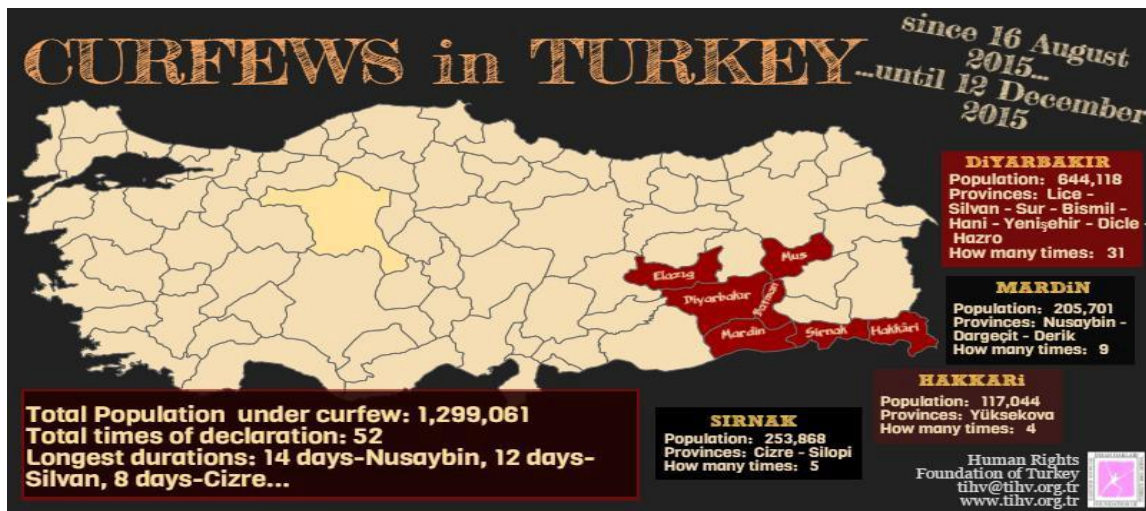 CURFEWS in TURKEY
since 16 August
2015...
...until 12 December
2015
DiYARBAKIR
Population: 644,118
Provinces: Lice -
Silvan - Sur - Bismil -
Hani - Yenişehir - Dicle -
Hazro
How many times: 31
MARDiN
Population: 205,701
Provinces: Nusaybin -
Dargeçit - Derik
How many times: 9
HAKKARi
Population: 117,044
Provinces: Yüksekova
How many times: 4
SIRNAK
Population: 253,868
Provinces: Cizre - Silopi
How many times: 5
Elazıg
Mus
Diyarbakır
Batman
Mardin
Sirnak
Hakkâri
Total Population under curfew: 1,299,061
Total times of declaration: 52
Longest durations: 14 days-Nusaybin, 12 days-
Silvan, 8 days-Cizre...
Human Rights
Foundation of Turkey
tihv@tihv.org.tr
www.tihv.org.tr